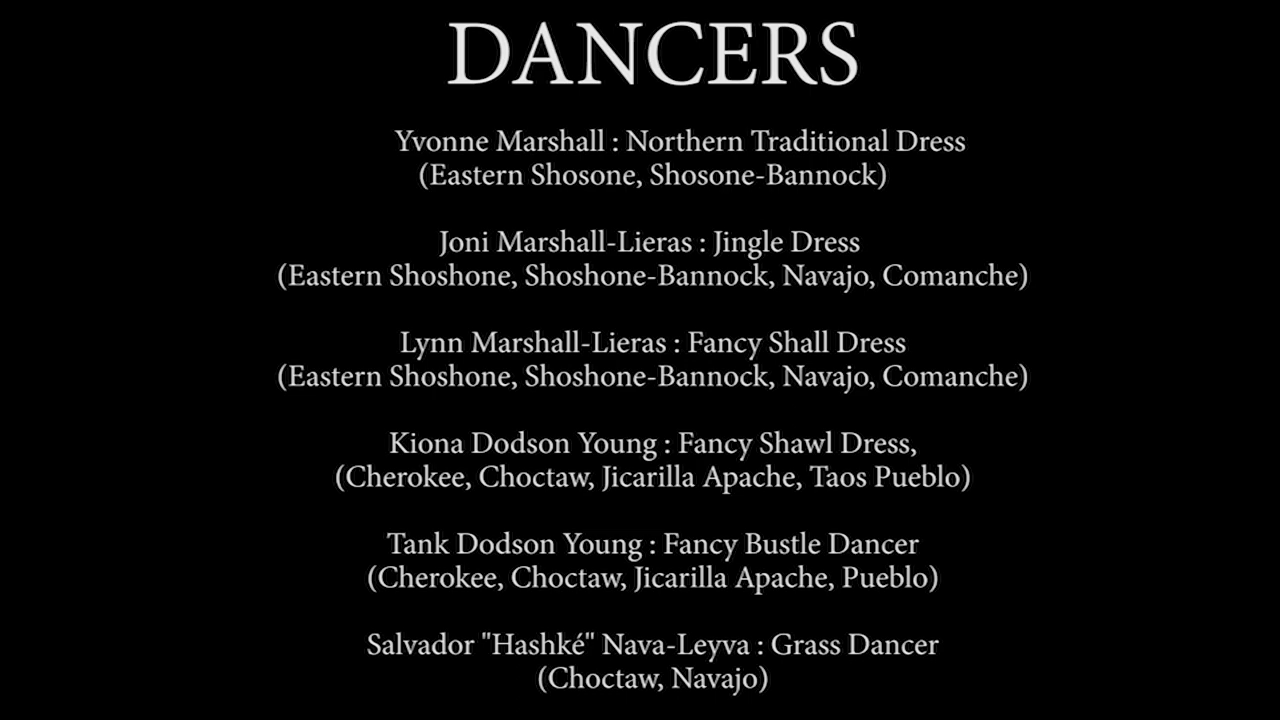 DANCERS
Yvonne Marshall : Northern Traditional Dress
(Eastern Shosone, Shosone-Bannock)
Joni Marshall-Lieras : Jingle Dress
(Eastern Shoshone, Shoshone-Bannock, Navajo, Comanche)
Lynn Marshall-Lieras : Fancy Shall Dress
(Eastern Shoshone, Shoshone-Bannock, Navajo, Comanche)
Kiona Dodson Young : Fancy Shawl Dress,
(Cherokee, Choctaw, Jicarilla Apache, Taos Pueblo)
Tank Dodson Young : Fancy Bustle Dancer
(Cherokee, Choctaw, Jicarilla Apache, Pueblo)
Salvador "Hashké" Nava-Leyva : Grass Dancer
(Choctaw, Navajo)